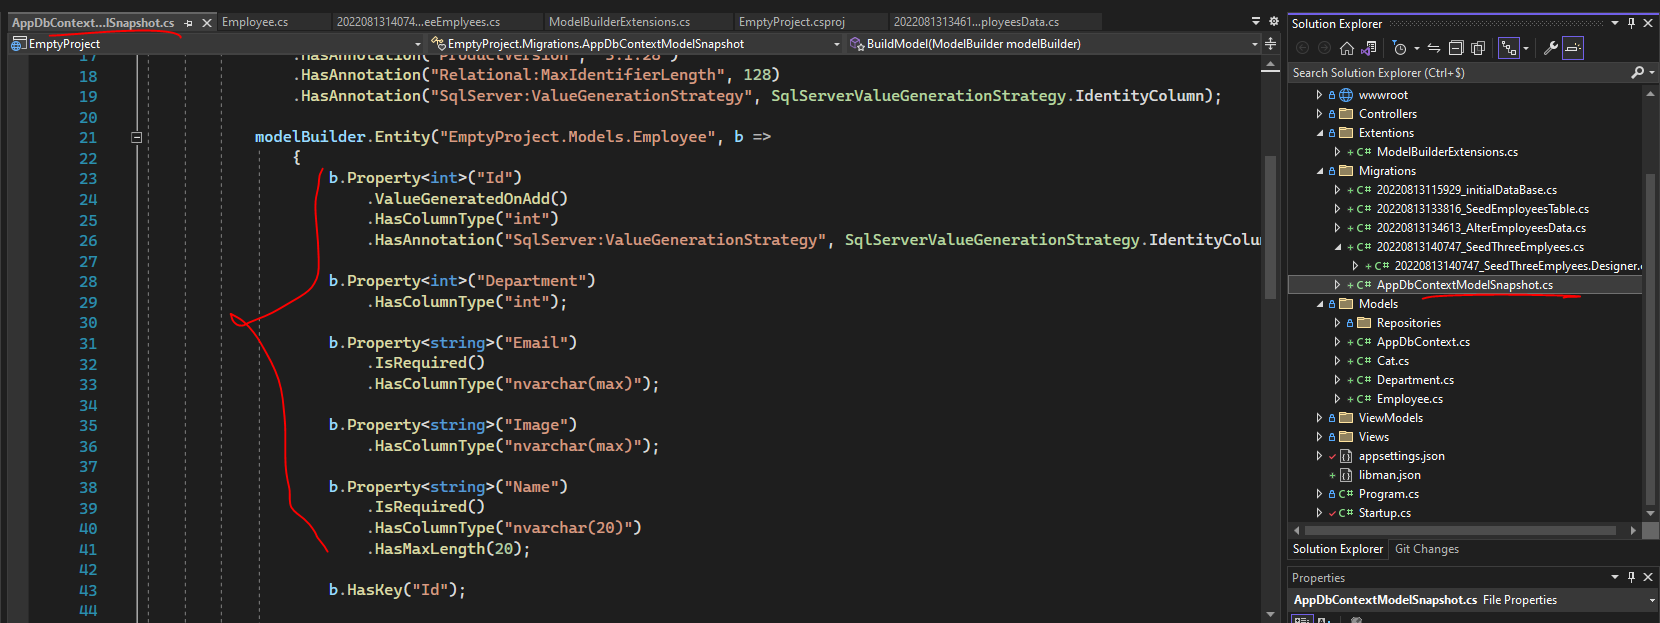 AppDbContext...lSnapshot.cs
Employee.cs
2022081314074...eeEmplyees.cs
ModelBuilderExtensions.cs
EmptyProject.csproj
202208131346​1...ployeesData.cs
EmptyProject
EmptyProject.Migrations.AppDbContextModelSnapshot
BuildModel(ModelBuilder modelBuilder)
17 .HasAnnotation("ProductVersion", "3.1.28")
18 .HasAnnotation("Relational:MaxIdentifierLength", 128)
19 .HasAnnotation("SqlServer:ValueGenerationStrategy", SqlServerValueGenerationStrategy.IdentityColumn);
20
21 modelBuilder.Entity("EmptyProject.Models.Employee", b =>
22 {
23 b.Property<int>("Id")
24 .ValueGeneratedOnAdd()
25 .HasColumnType("int")
26 .HasAnnotation("SqlServer:ValueGenerationStrategy", SqlServerValueGenerationStrategy.IdentityColu
27
28 b.Property<int>("Department")
29 .HasColumnType("int");
30
31 b.Property<string>("Email")
32 .IsRequired()
33 .HasColumnType("nvarchar(max)");
34
35 b.Property<string>("Image")
36 .HasColumnType("nvarchar(max)");
37
38 b.Property<string>("Name")
39 .IsRequired()
40 .HasColumnType("nvarchar(20)")
41 .HasMaxLength(20);
42
43 b.HasKey("Id");
44
Solution Explorer
Search Solution Explorer (Ctrl+$)
wwwroot
Controllers
Extentions
+ C# ModelBuilderExtensions.cs
Migrations
+ C# 20220813115929_initialDataBase.cs
+ C# 20220813133816_SeedEmployeesTable.cs
+ C# 20220813134613_AlterEmployeesData.cs
+ C# 20220813140747_SeedThreeEmplyees.cs
+ C# 20220813140747_SeedThreeEmplyees.Designer.
+ C# AppDbContextModelSnapshot.cs
Models
Repositories
+ C# AppDbContext.cs
+ C# Cat.cs
+ C# Department.cs
+ C# Employee.cs
ViewModels
Views
appsettings.json
+ libman.json
C# Program.cs
C# Startup.cs
Solution Explorer
Git Changes
Properties
AppDbContextModelSnapshot.cs File Properties